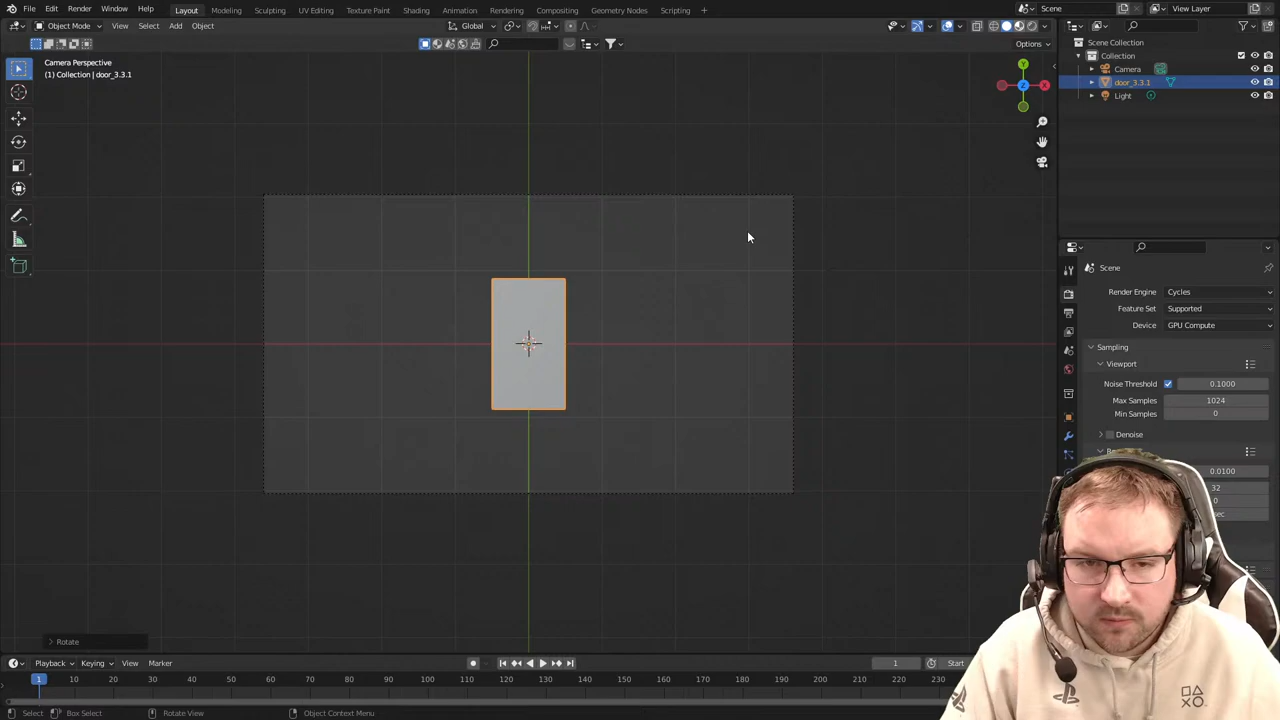 File Edit Render Window Help Layout Modeling Sculpting UV Editing Texture Paint Shading Animation Rendering Compositing Geometry Nodes Scripting Scene View Layer
Object Mode View Select Add Object Global
Options
Camera Perspective
(1) Collection | door_3.3.1
Y
Z
X
Scene Collection
Collection
Camera
door_3.3.1
Light
Scene
Render Engine Cycles
Feature Set Supported
Device GPU Compute
Sampling
Viewport
Noise Threshold 0.1000
Max Samples 1024
Min Samples 0
Denoise
0.0100
32
0
sec
Rotate
Playback Keying View Marker 1 Start
1 10 20 30 40 50 60 70 80 90 100 110 120 130 140 150 160 170 180 190 200 210 220 230
Select Box Select Rotate View Object Context Menu